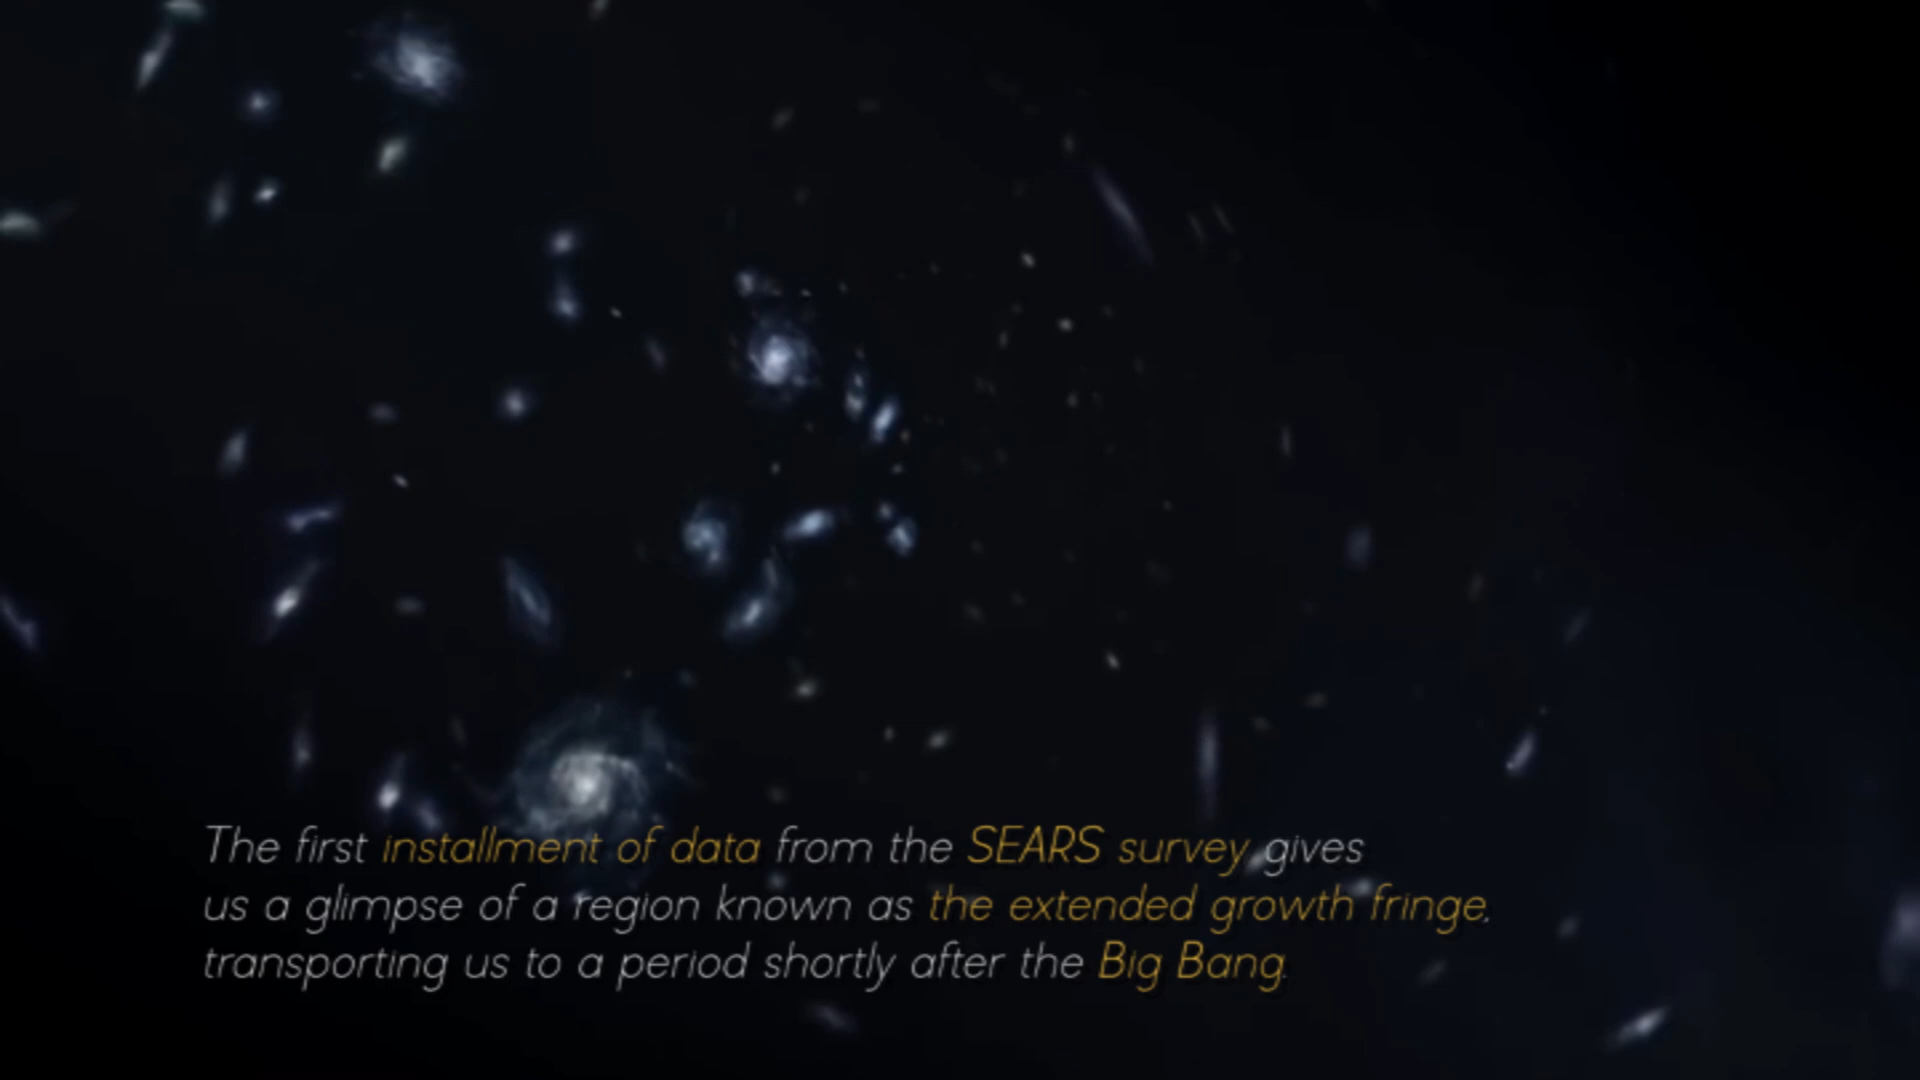 The first installment of data from the SEARS survey gives
us a glimpse of a region known as the extended growth fringe,
transporting us to a period shortly after the Big Bang.